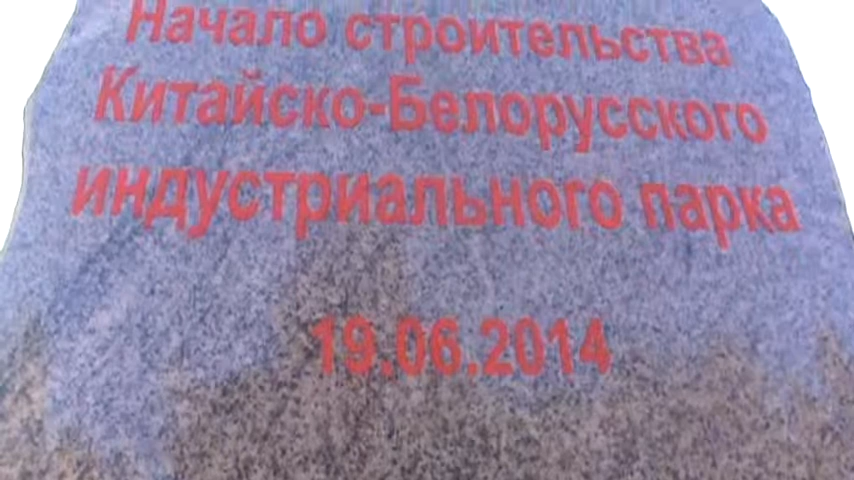 Начало строительства
Китайско-Белорусского
индустриального парка
19.06.2014